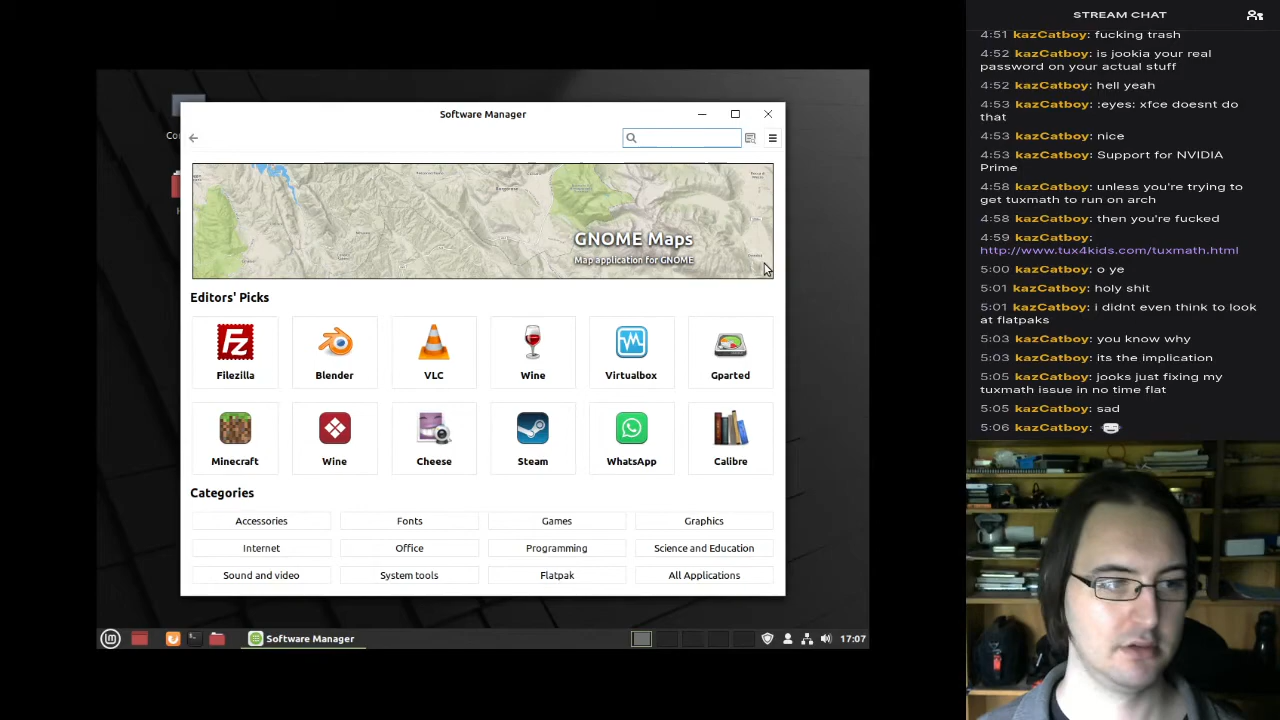 STREAM CHAT
4:51 kazCatboy: fucking trash
4:52 kazCatboy: is jookia your real
password on your actual stuff
4:52 kazCatboy: hell yeah
4:53 kazCatboy: :eyes: xfce doesnt do
that
4:53 kazCatboy: nice
4:53 kazCatboy: Support for NVIDIA
Prime
4:58 kazCatboy: unless you're trying to
get tuxmath to run on arch
4:58 kazCatboy: then you're fucked
4:59 kazCatboy:
http://www.tux4kids.com/tuxmath.html
5:00 kazCatboy: o ye
5:01 kazCatboy: holy shit
5:01 kazCatboy: i didnt even think to look
at flatpaks
5:03 kazCatboy: you know why
5:03 kazCatboy: its the implication
5:05 kazCatboy: jooks just fixing my
tuxmath issue in no time flat
5:05 kazCatboy: sad
5:06 kazCatboy:
Software Manager
GNOME Maps
Map application for GNOME
Editors' Picks
Filezilla Blender VLC Wine Virtualbox Gparted
Minecraft Wine Cheese Steam WhatsApp Calibre
Categories
Accessories Fonts Games Graphics
Internet Office Programming Science and Education
Sound and video System tools Flatpak All Applications
Software Manager 17:07